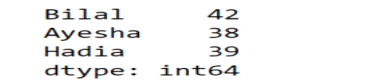 Bilal 42
Ayesha 38
Hadia 39
dtype: int64